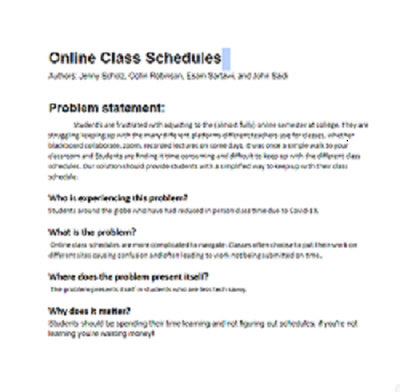 Online Class Schedules
Authors: Jenny Scholz, Colin Robinson, Esam Sartawi, and John Sadi
Problem statement:
Students are frustrated with adjusting to the (almost fully) online semester at college. They are
struggling keeping up with the many different platforms different teachers use for classes, whether
blackboard collaborate, zoom, recorded lectures on some days. It was once a simple walk to your
classroom and Students are finding it time consuming and difficult to keep up with the different class
schedules. Our solution should provide students with a simplified way to keep up with their class
schedule.
Who is experiencing this problem?
Students around the globe who have had reduced in person class time due to Covid-19.
What is the problem?
Online class schedules are more complicated to navigate. Classes often choose to put their work on
different sites causing confusion and often leading to work not being submitted on time.
Where does the problem present itself?
The problem presents itself in students who are less tech savvy.
Why does it matter?
Students should be spending their time learning and not figuring out schedules, if you're not
learning you're wasting money!